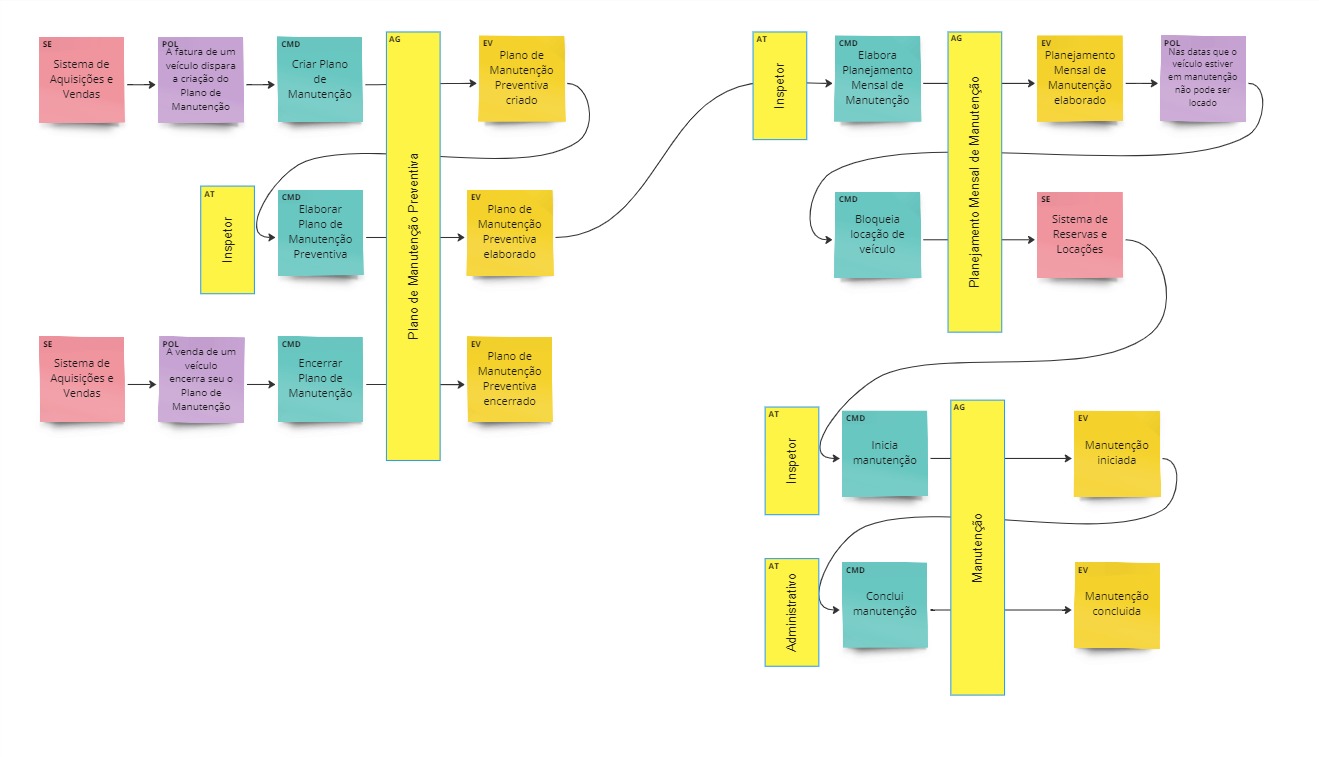 SE
Sistema de
Aquisições e
Vendas
POL
A fatura de um
veículo dispara
a criação do
Plano de
Manutenção
CMD
Criar Plano
de
Manutenção
AG
Plano de Manutenção Preventiva
EV
Plano de
Manutenção
Preventiva
criado
AT
Inspetor
CMD
Elaborar
Plano de
Manutenção
Preventiva
EV
Plano de
Manutenção
Preventiva
elaborado
SE
Sistema de
Aquisições e
Vendas
POL
A venda de um
veículo
encerra seu o
Plano de
Manutenção
CMD
Encerrar
Plano de
Manutenção
EV
Plano de
Manutenção
Preventiva
encerrado
AT
Inspetor
CMD
Elabora
Planejamento
Mensal de
Manutenção
AG
Planejamento Mensal de Manutenção
EV
Planejamento
Mensal de
Manutenção
elaborado
POL
Nas datas que o
veículo estiver
em manutenção
não pode ser
locado
CMD
Bloqueia
locação de
veículo
SE
Sistema de
Reservas e
Locações
AT
Inspetor
CMD
Inicia
manutenção
AG
Manutenção
EV
Manutenção
iniciada
AT
Administrativo
CMD
Conclui
manutenção
EV
Manutenção
concluída